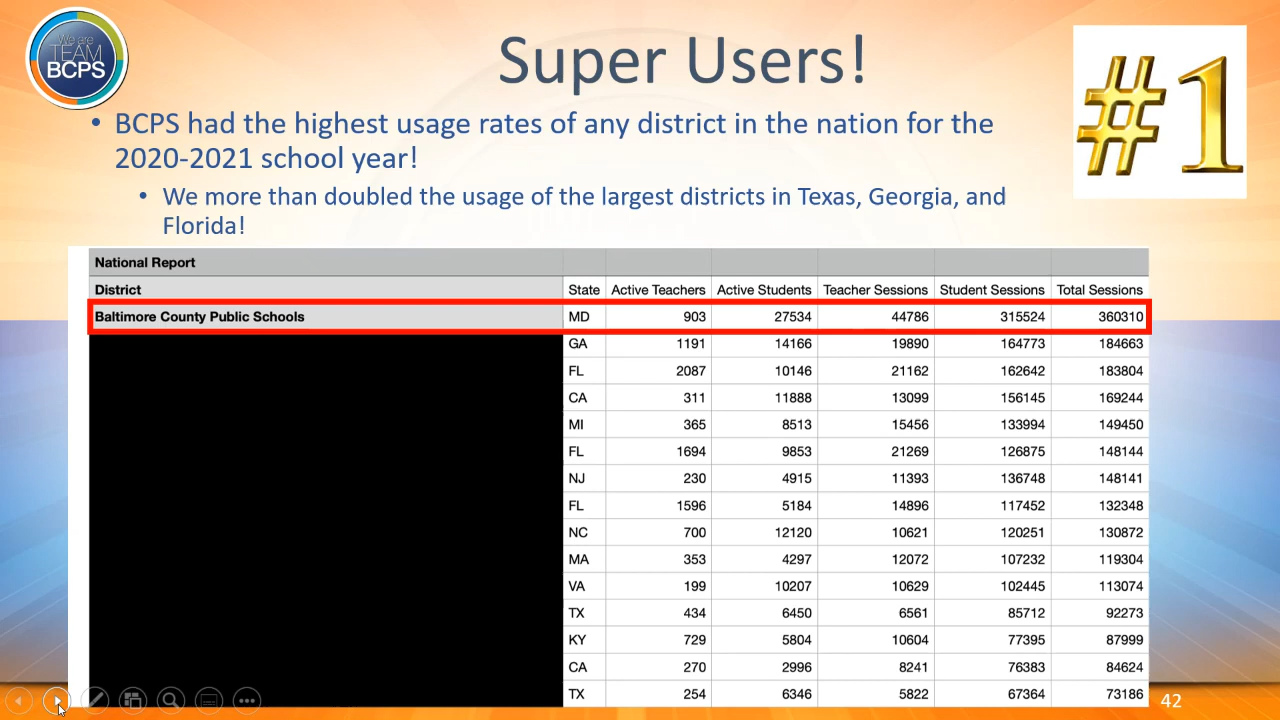 We are
TEAM
BCPS
Super Users!
#1
• BCPS had the highest usage rates of any district in the nation for the
2020-2021 school year!
• We more than doubled the usage of the largest districts in Texas, Georgia, and
Florida!
National Report
District State Active Teachers Active Students Teacher Sessions Student Sessions Total Sessions
Baltimore County Public Schools MD 903 27534 44786 315524 360310
GA 1191 14166 19890 164773 184663
FL 2087 10146 21162 162642 183804
CA 311 11888 13099 156145 169244
MI 365 8513 15456 133994 149450
FL 1694 9853 21269 126875 148144
NJ 230 4915 11393 136748 148141
FL 1596 5184 14896 117452 132348
NC 700 12120 10621 120251 130872
MA 353 4297 12072 107232 119304
VA 199 10207 10629 102445 113074
TX 434 6450 6561 85712 92273
KY 729 5804 10604 77395 87999
CA 270 2996 8241 76383 84624
TX 254 6346 5822 67364 73186
42